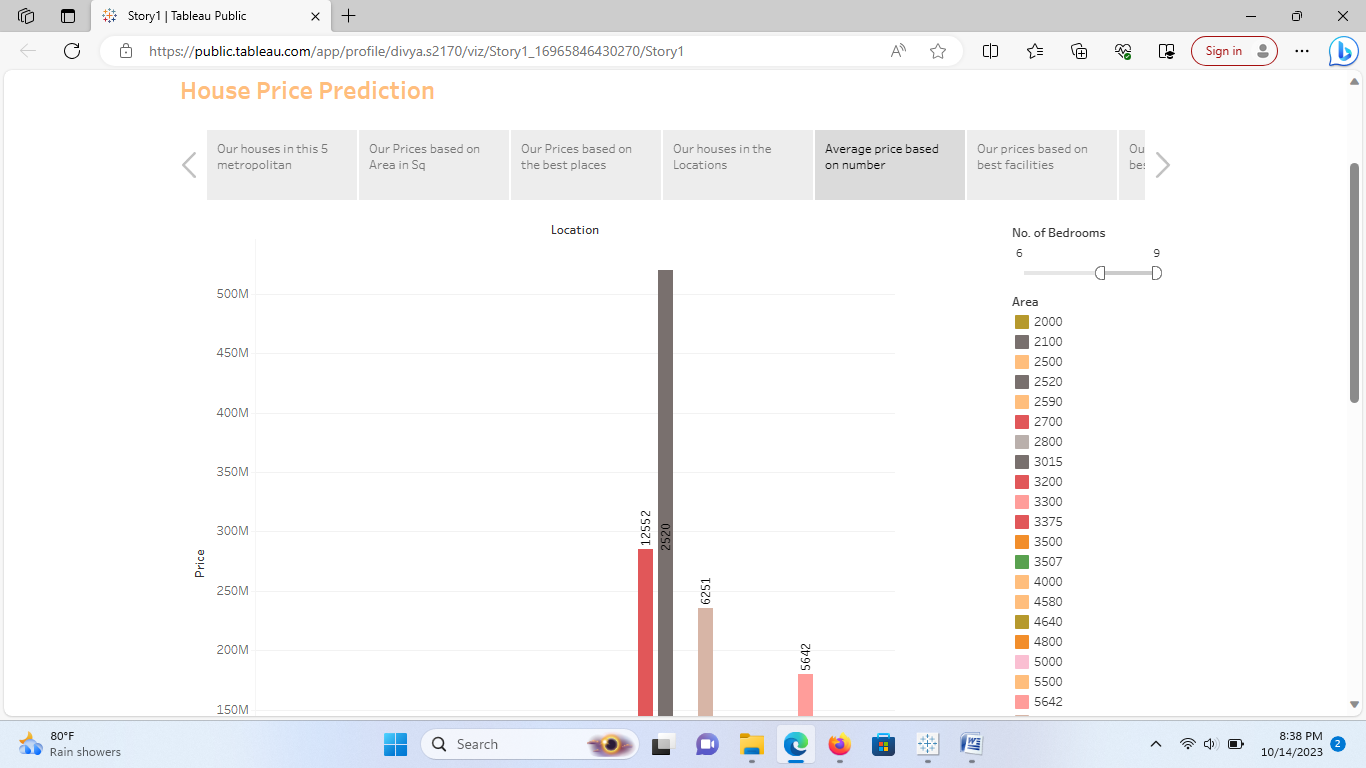 Story1 | Tableau Public
https://public.tableau.com/app/profile/divya.s2170/viz/Story1_16965846430270/Story1
Sign in
House Price Prediction
Our houses in this 5
metropolitan
Our Prices based on
Area in Sq
Our Prices based on
the best places
Our houses in the
Locations
Average price based
on number
Our prices based on
best facilities
Ou
bes
Location
No. of Bedrooms
6
9
500M
450M
400M
350M
300M
250M
200M
150M
Price
12552
2520
6251
5642
Area
2000
2100
2500
2520
2590
2700
2800
3015
3200
3300
3375
3500
3507
4000
4580
4640
4800
5000
5500
5642
80°F
Rain showers
Search
8:38 PM
10/14/2023
2